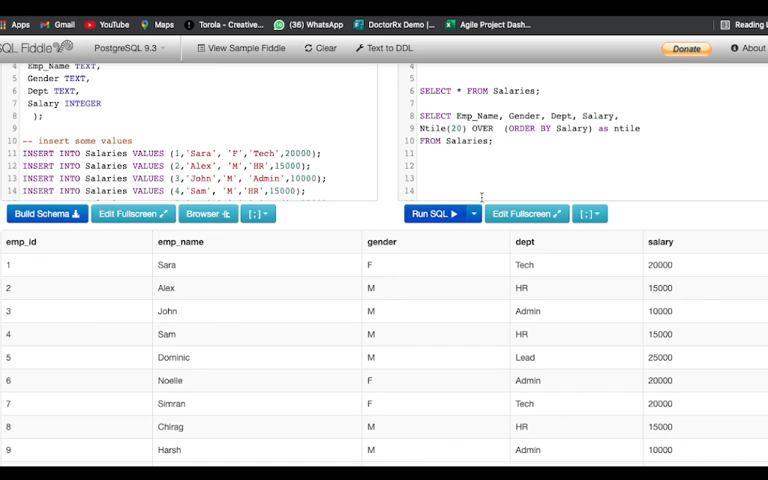 Apps Gmail YouTube Maps Torola - Creative... (36) WhatsApp DoctorRx Demo |... Agile Project Dash... Reading L
SQL Fiddle PostgreSQL 9.3 View Sample Fiddle Clear Text to DDL Donate About
4 Emp_Name TEXT,
5 Gender TEXT,
6 Dept TEXT,
7 Salary INTEGER
8 );
9
10 -- insert some values
11 INSERT INTO Salaries VALUES (1,'Sara', 'F','Tech',20000);
12 INSERT INTO Salaries VALUES (2,'Alex', 'M','HR',15000);
13 INSERT INTO Salaries VALUES (3,'John','M', 'Admin',10000);
14 INSERT INTO Salaries VALUES (4,'Sam', 'M','HR',15000);
4
5
6 SELECT * FROM Salaries;
7
8 SELECT Emp_Name, Gender, Dept, Salary,
9 Ntile(20) OVER (ORDER BY Salary) as ntile
10 FROM Salaries;
11
12
13
14
Build Schema Edit Fullscreen Browser [ ; ] Run SQL Edit Fullscreen [ ; ]
emp_id emp_name gender dept salary
1 Sara F Tech 20000
2 Alex M HR 15000
3 John M Admin 10000
4 Sam M HR 15000
5 Dominic M Lead 25000
6 Noelle F Admin 20000
7 Simran F Tech 20000
8 Chirag M HR 15000
9 Harsh M Admin 10000